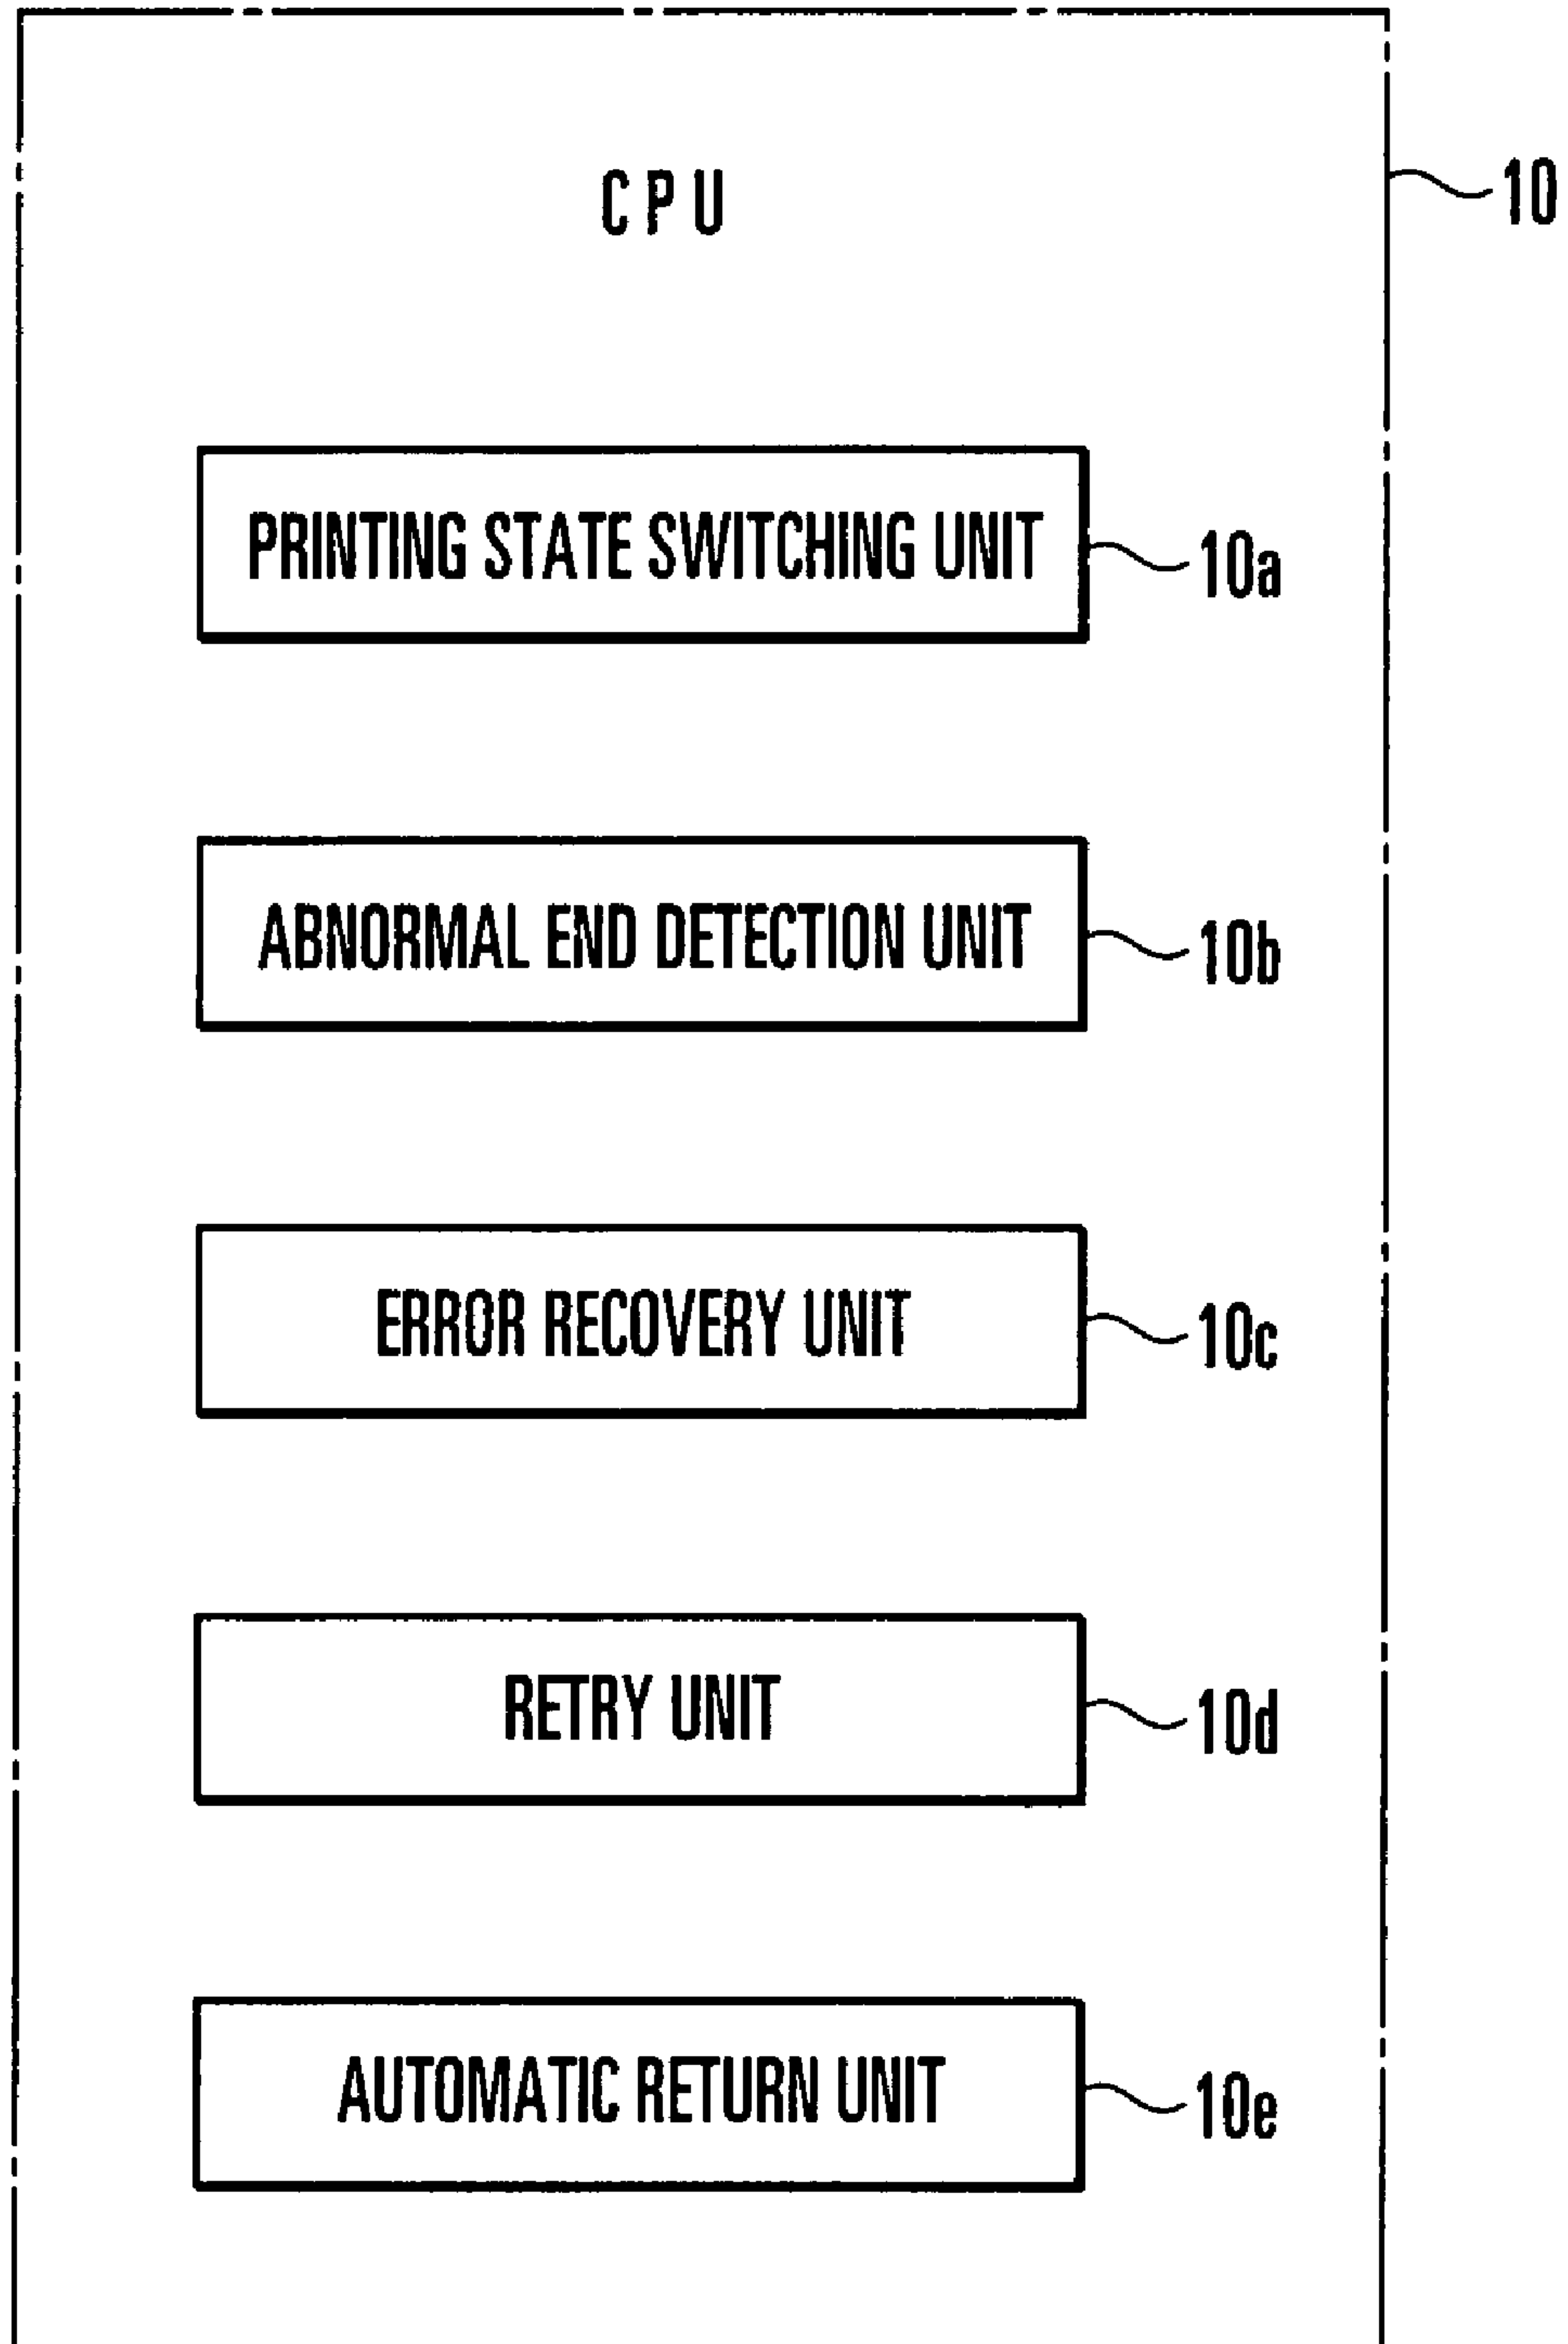 CPU
10
PRINTING STATE SWITCHING UNIT
10a
ABNORMAL END DETECTION UNIT
10b
ERROR RECOVERY UNIT
10c
RETRY UNIT
10d
AUTOMATIC RETURN UNIT
10e